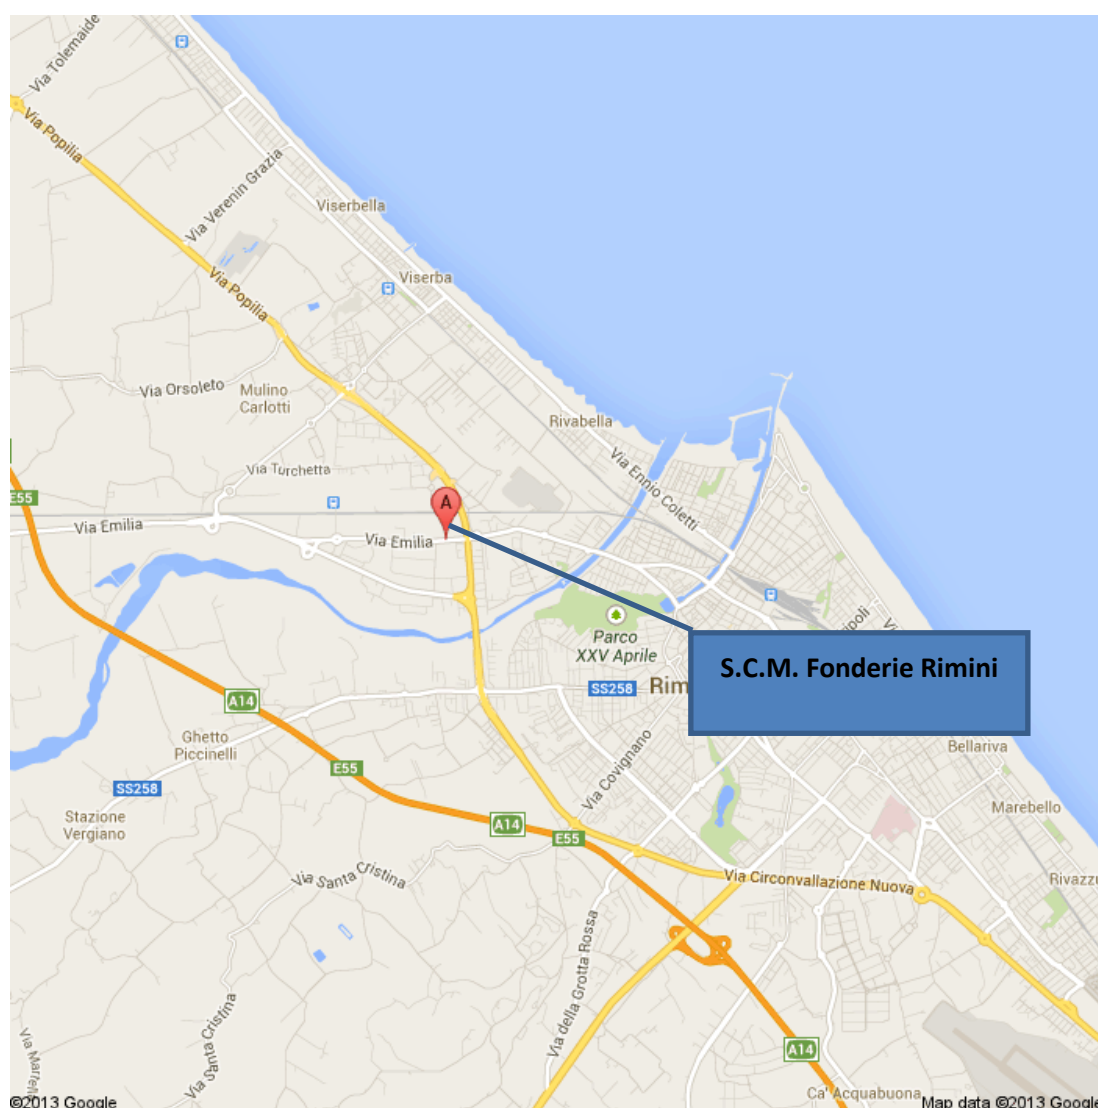 Via Tolemaide
Via Popilia
Via Verenin Grazia
Viserbella
Via Popilia
Viserba
Via Orsoleto
Mulino
Carlotti
Rivabella
Via Turchetta
Via Ennio Coletti
E55
A
Via Emilia
Via Emilia
Parco
XXV Aprile
S.C.M. Fonderie Rimini
SS258
Rim
A14
Ghetto
Piccinelli
Bellariva
E55
Via Covignano
SS258
Marebello
Stazione
Vergiano
A14
E55
Via Santa Cristina
Via Circonvallazione Nuova
Rivazzu
Via della Grotta Rossa
Via Santa Cristina
A14
Ca' Acquabuona
©2013 Google
Map data ©2013 Google